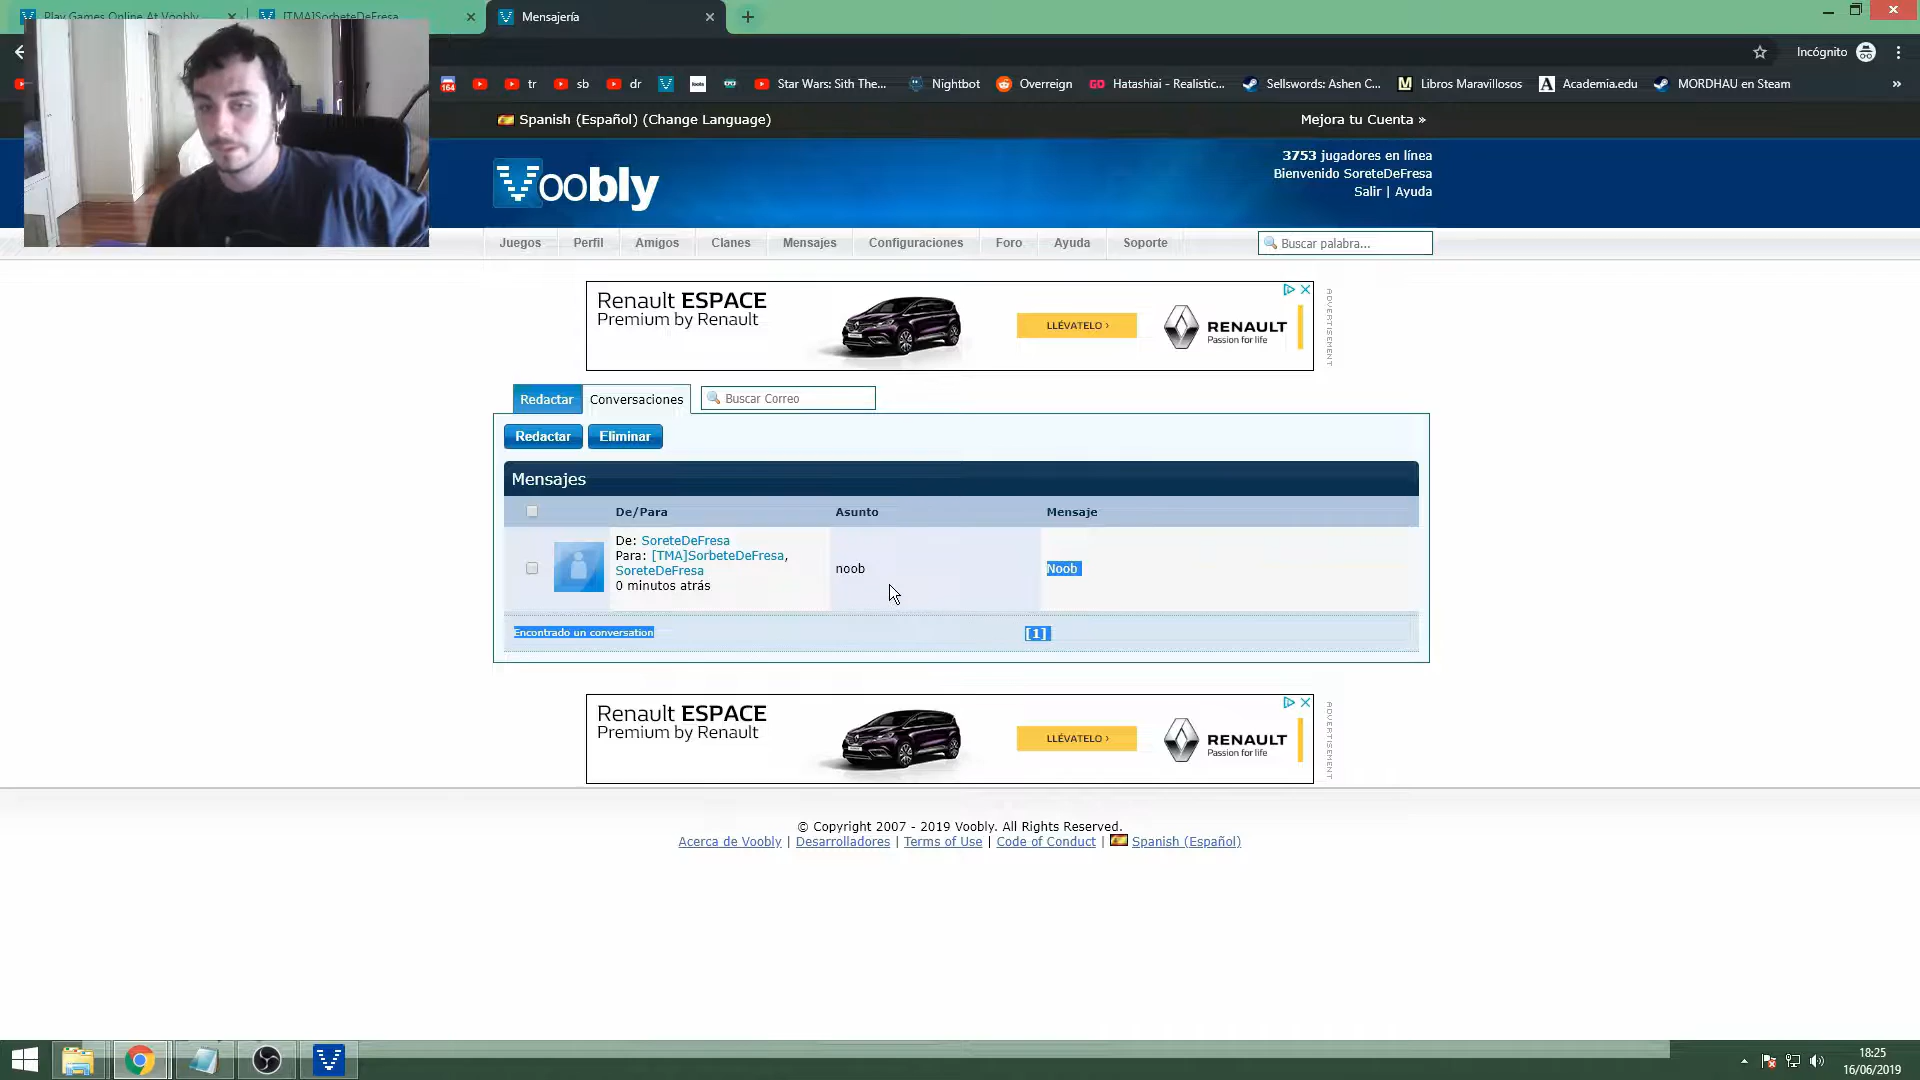 Play Games Online At Voobly
[TMA]SorbeteDeFresa
Mensajería
Incógnito
164
tr
sb
dr
Star Wars: Sith The...
Nightbot
Overreign
GO Hatashiai - Realistic...
Sellswords: Ashen C...
Libros Maravillosos
Academia.edu
MORDHAU en Steam
»
Spanish (Español) (Change Language)
Mejora tu Cuenta »
Voobly
3753 jugadores en línea
Bienvenido SoreteDeFresa
Salir | Ayuda
Juegos
Perfil
Amigos
Clanes
Mensajes
Configuraciones
Foro
Ayuda
Soporte
Buscar palabra...
Renault ESPACE
Premium by Renault
LLÉVATELO ›
RENAULT
Passion for life
ADVERTISEMENT
Redactar
Conversaciones
Buscar Correo
Redactar
Eliminar
Mensajes
De/Para
Asunto
Mensaje
De: SoreteDeFresa
Para: [TMA]SorbeteDeFresa,
SoreteDeFresa
0 minutos atrás
noob
Noob
Encontrado un conversation
[1]
Renault ESPACE
Premium by Renault
LLÉVATELO ›
RENAULT
Passion for life
ADVERTISEMENT
© Copyright 2007 - 2019 Voobly. All Rights Reserved.
Acerca de Voobly | Desarrolladores | Terms of Use | Code of Conduct | Spanish (Español)
18:25
16/06/2019